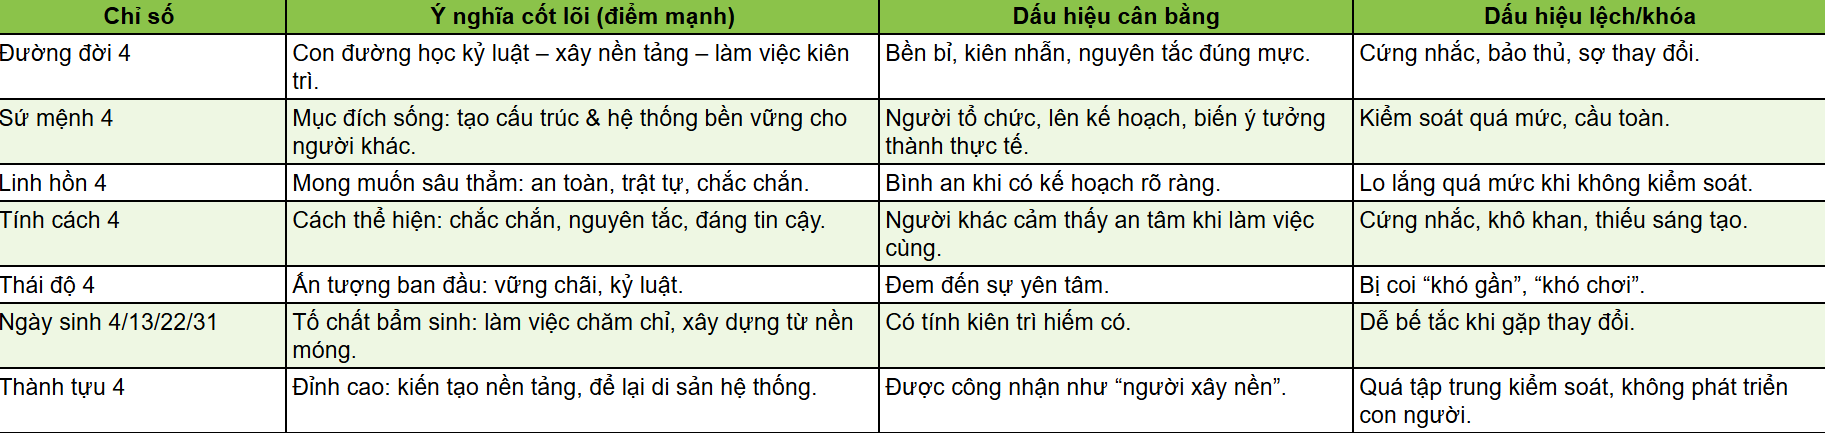 Chỉ số
Ý nghĩa cốt lõi (điểm mạnh)
Dấu hiệu cân bằng
Dấu hiệu lệch/khóa
Đường đời 4
Con đường học kỷ luật – xây nền tảng – làm việc kiên
trì.
Bền bỉ, kiên nhẫn, nguyên tắc đúng mực.
Cứng nhắc, bảo thủ, sợ thay đổi.
Sứ mệnh 4
Mục đích sống: tạo cấu trúc & hệ thống bền vững cho
người khác.
Người tổ chức, lên kế hoạch, biến ý tưởng
thành thực tế.
Kiểm soát quá mức, cầu toàn.
Linh hồn 4
Mong muốn sâu thẳm: an toàn, trật tự, chắc chắn.
Bình an khi có kế hoạch rõ ràng.
Lo lắng quá mức khi không kiểm soát.
Tính cách 4
Cách thể hiện: chắc chắn, nguyên tắc, đáng tin cậy.
Người khác cảm thấy an tâm khi làm việc
cùng.
Cứng nhắc, khô khan, thiếu sáng tạo.
Thái độ 4
Ấn tượng ban đầu: vững chãi, kỷ luật.
Đem đến sự yên tâm.
Bị coi “khó gần”, “khó chơi”.
Ngày sinh 4/13/22/31
Tố chất bẩm sinh: làm việc chăm chỉ, xây dựng từ nền
móng.
Có tính kiên trì hiếm có.
Dễ bế tắc khi gặp thay đổi.
Thành tựu 4
Đỉnh cao: kiến tạo nền tảng, để lại di sản hệ thống.
Được công nhận như “người xây nền”.
Quá tập trung kiểm soát, không phát triển
con người.